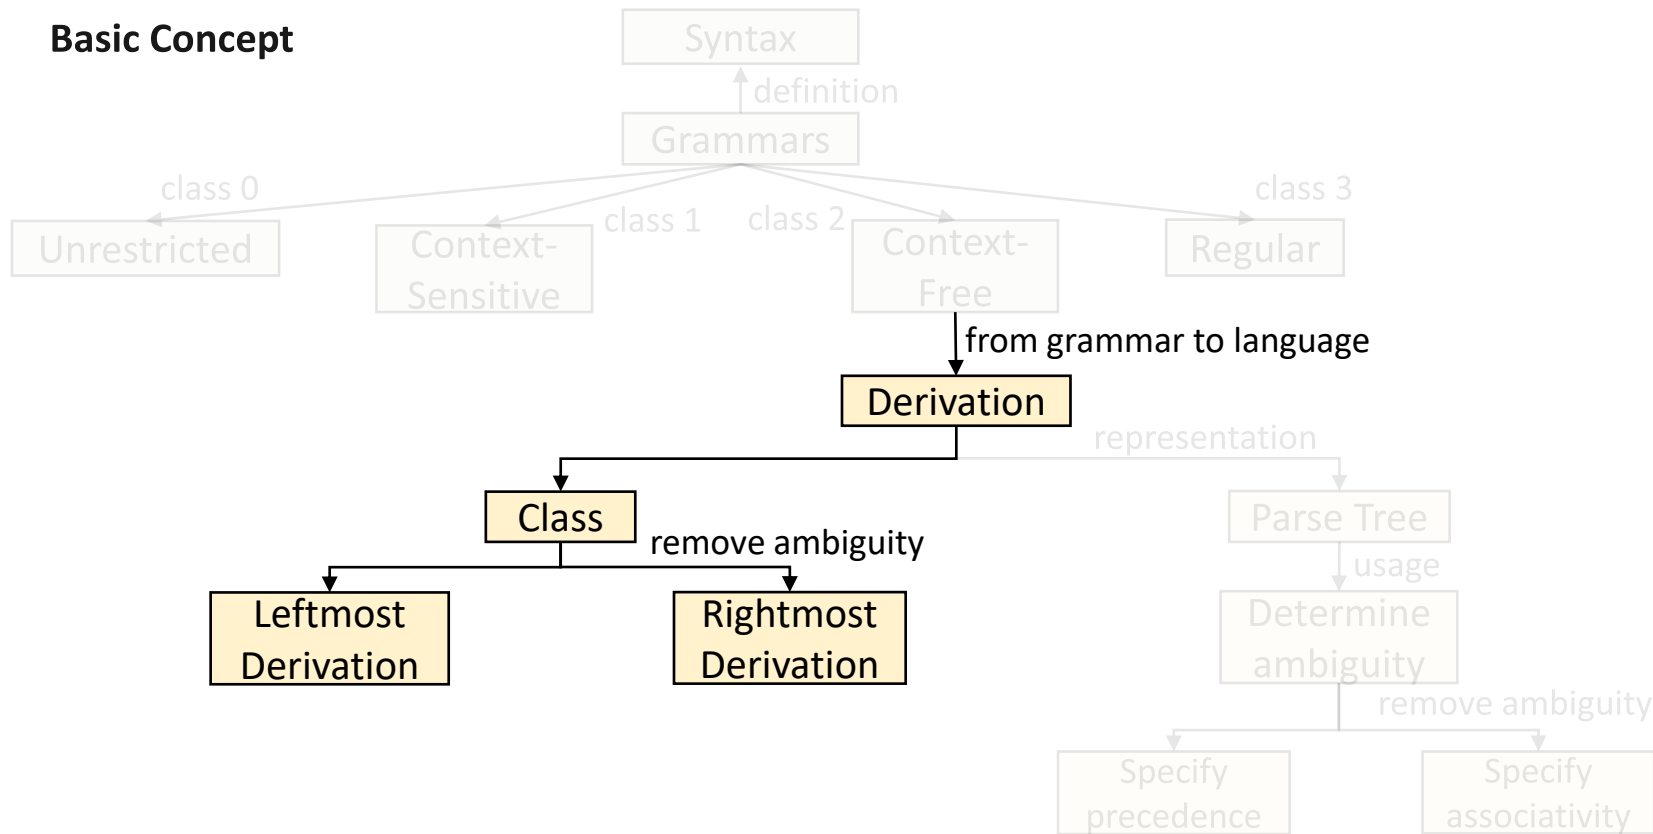 Basic Concept
Syntax
definition
Grammars
class 0
class 1
class 2
class 3
Unrestricted
Context-
Sensitive
Context-
Free
Regular
from grammar to language
Derivation
representation
Class
Parse Tree
remove ambiguity
usage
Leftmost
Derivation
Rightmost
Derivation
Determine
ambiguity
remove ambiguity
Specify
precedence
Specify
associativity